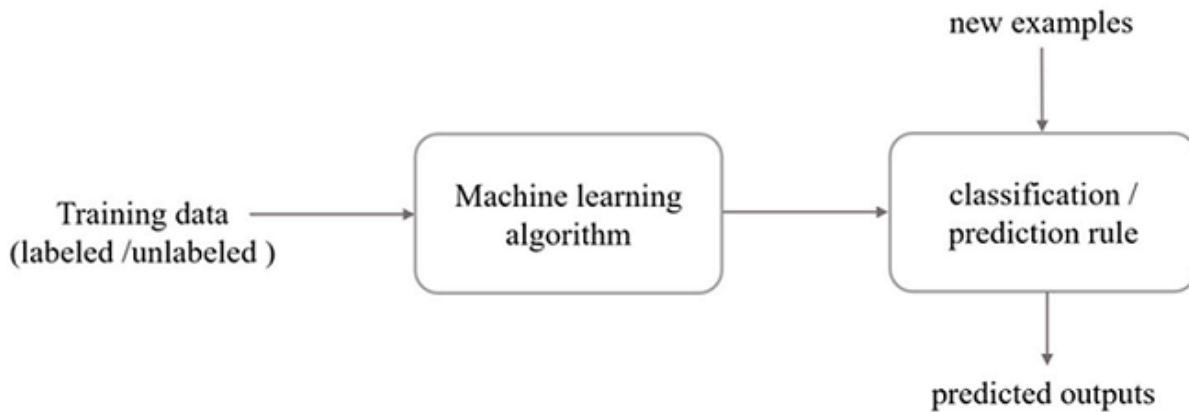 new examples
Training data
(labeled /unlabeled )
Machine learning
algorithm
classification /
prediction rule
predicted outputs